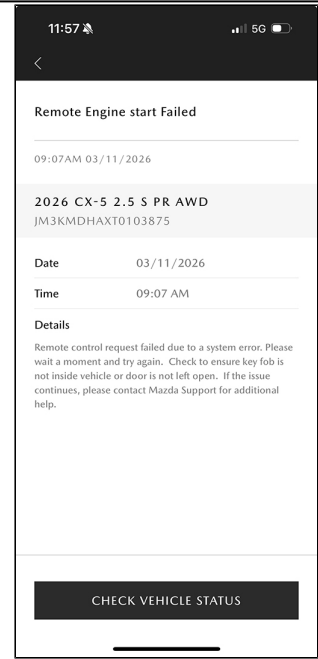 11:57
5G
Remote Engine start Failed
09:07AM 03/11/2026
2026 CX-5 2.5 S PR AWD
JM3KMDHAXT0103875
Date 03/11/2026
Time 09:07 AM
Details
Remote control request failed due to a system error. Please
wait a moment and try again. Check to ensure key fob is
not inside vehicle or door is not left open. If the issue
continues, please contact Mazda Support for additional
help.
CHECK VEHICLE STATUS